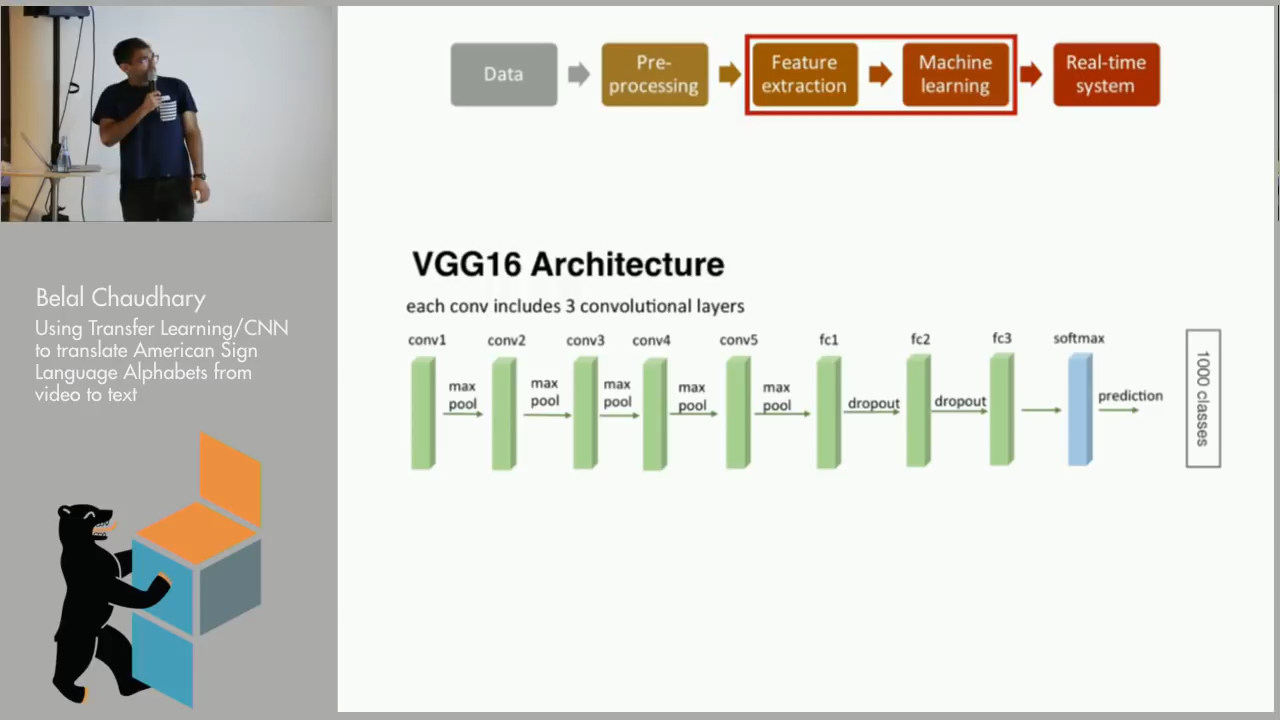 Data
Pre-
processing
Feature
extraction
Machine
learning
Real-time
system
Belal Chaudhary
Using Transfer Learning/CNN
to translate American Sign
Language Alphabets from
video to text
VGG16 Architecture
each conv includes 3 convolutional layers
conv1
conv2
conv3
conv4
conv5
fc1
fc2
fc3
softmax
max
pool
max
pool
max
pool
max
pool
max
pool
dropout
dropout
prediction
1000 classes